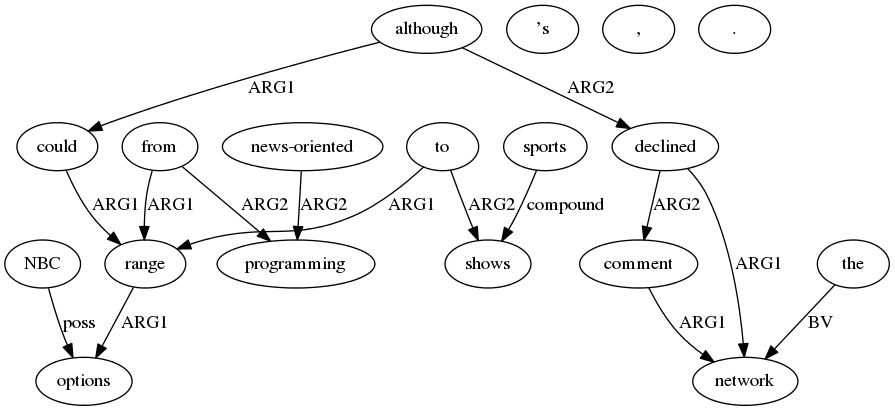 although 's , .
ARG1 ARG2
could from news-oriented to sports declined
ARG1 ARG1 ARG2 ARG2 ARG1 ARG2 compound ARG2 ARG1
NBC range programming shows comment the
poss ARG1 ARG1 BV
options network